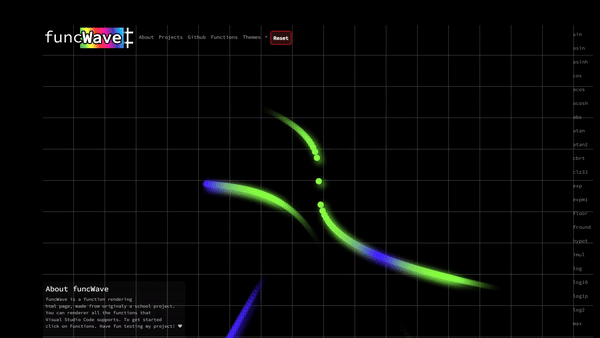 funcWave‡
About Projects Github Functions Themes Reset
sin
asin
asinh
cos
acos
acosh
abs
atan
atan2
cbrt
clz32
exp
expm1
floor
fround
hypot
imul
log
log10
log1p
log2
max
About funcWave
funcWave is a function rendering
html page, made from originaly a school project.
You can renderer all the functions that
Visual Studio Code supports. To get started
click on Functions. Have fun testing my project! ♥